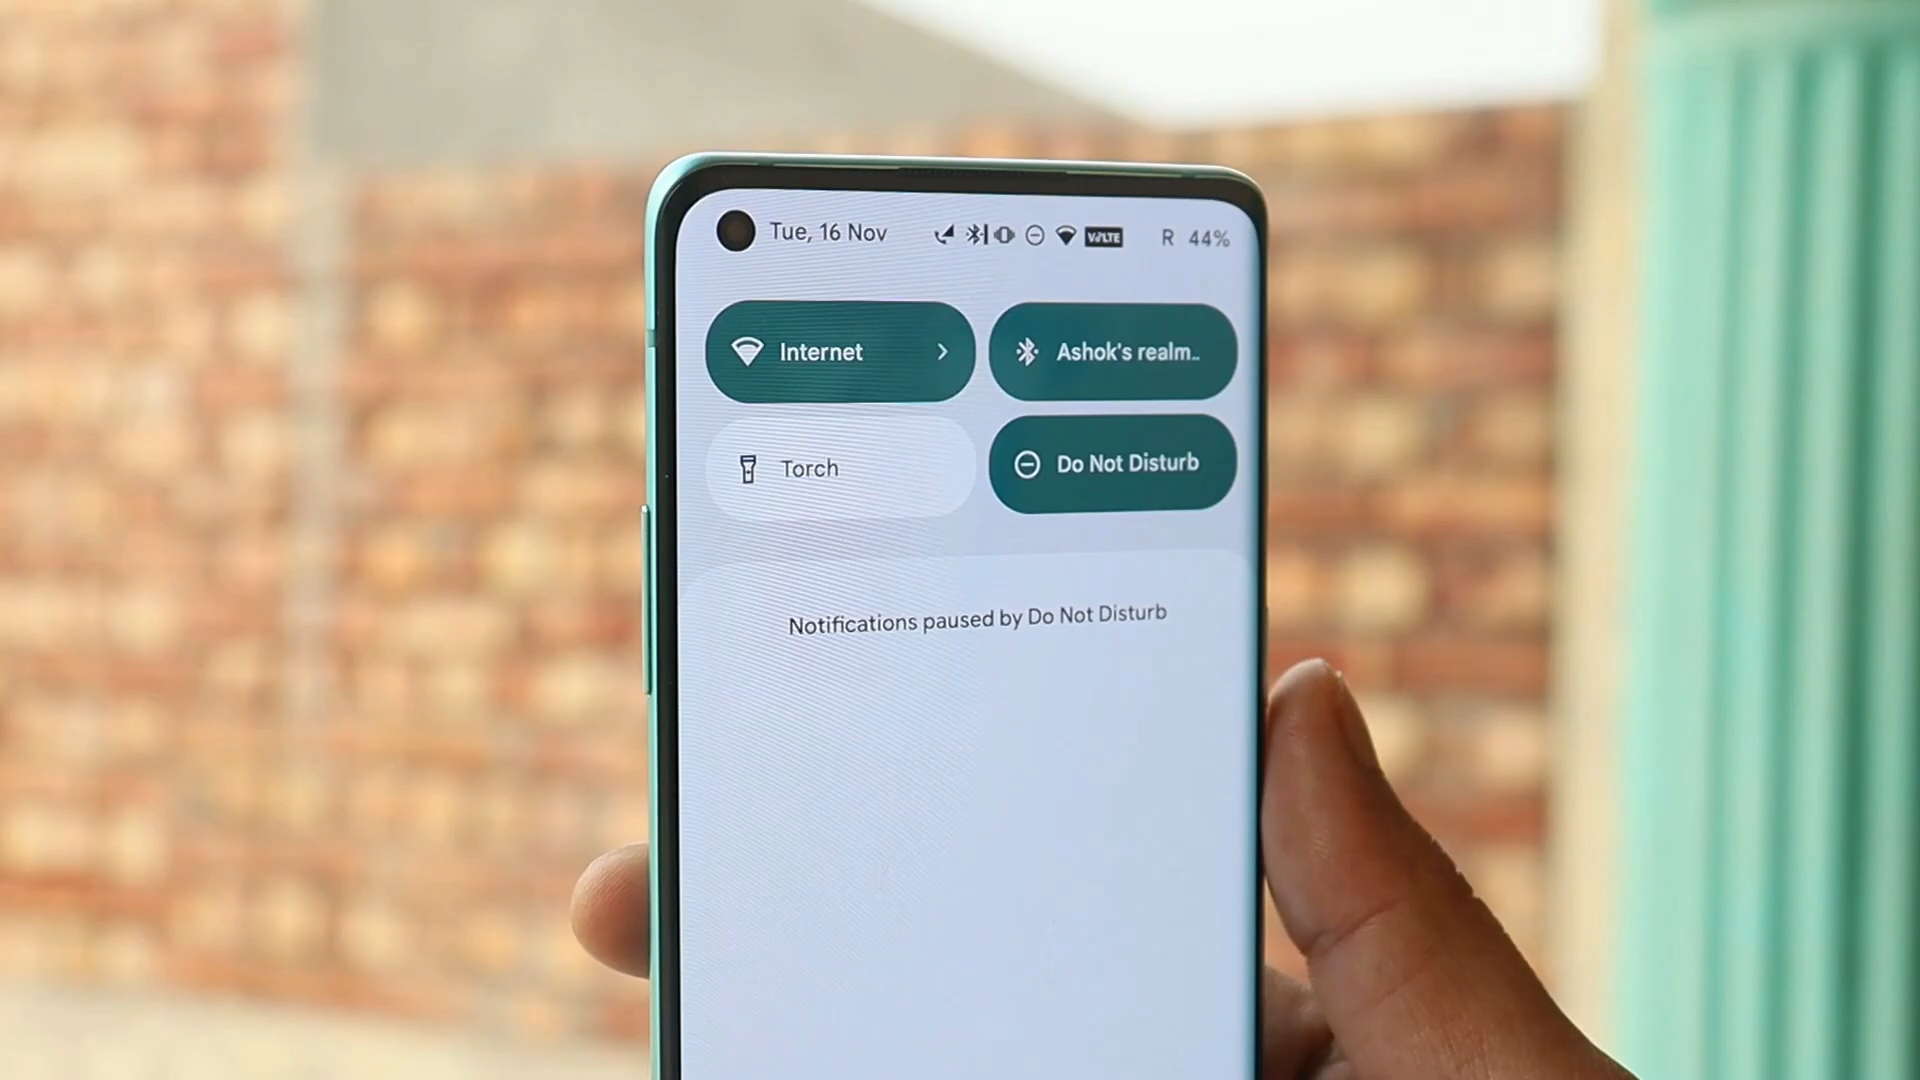 Tue, 16 Nov
VoLTE
R 44%
Internet
Ashok's realm..
Torch
Do Not Disturb
Notifications paused by Do Not Disturb